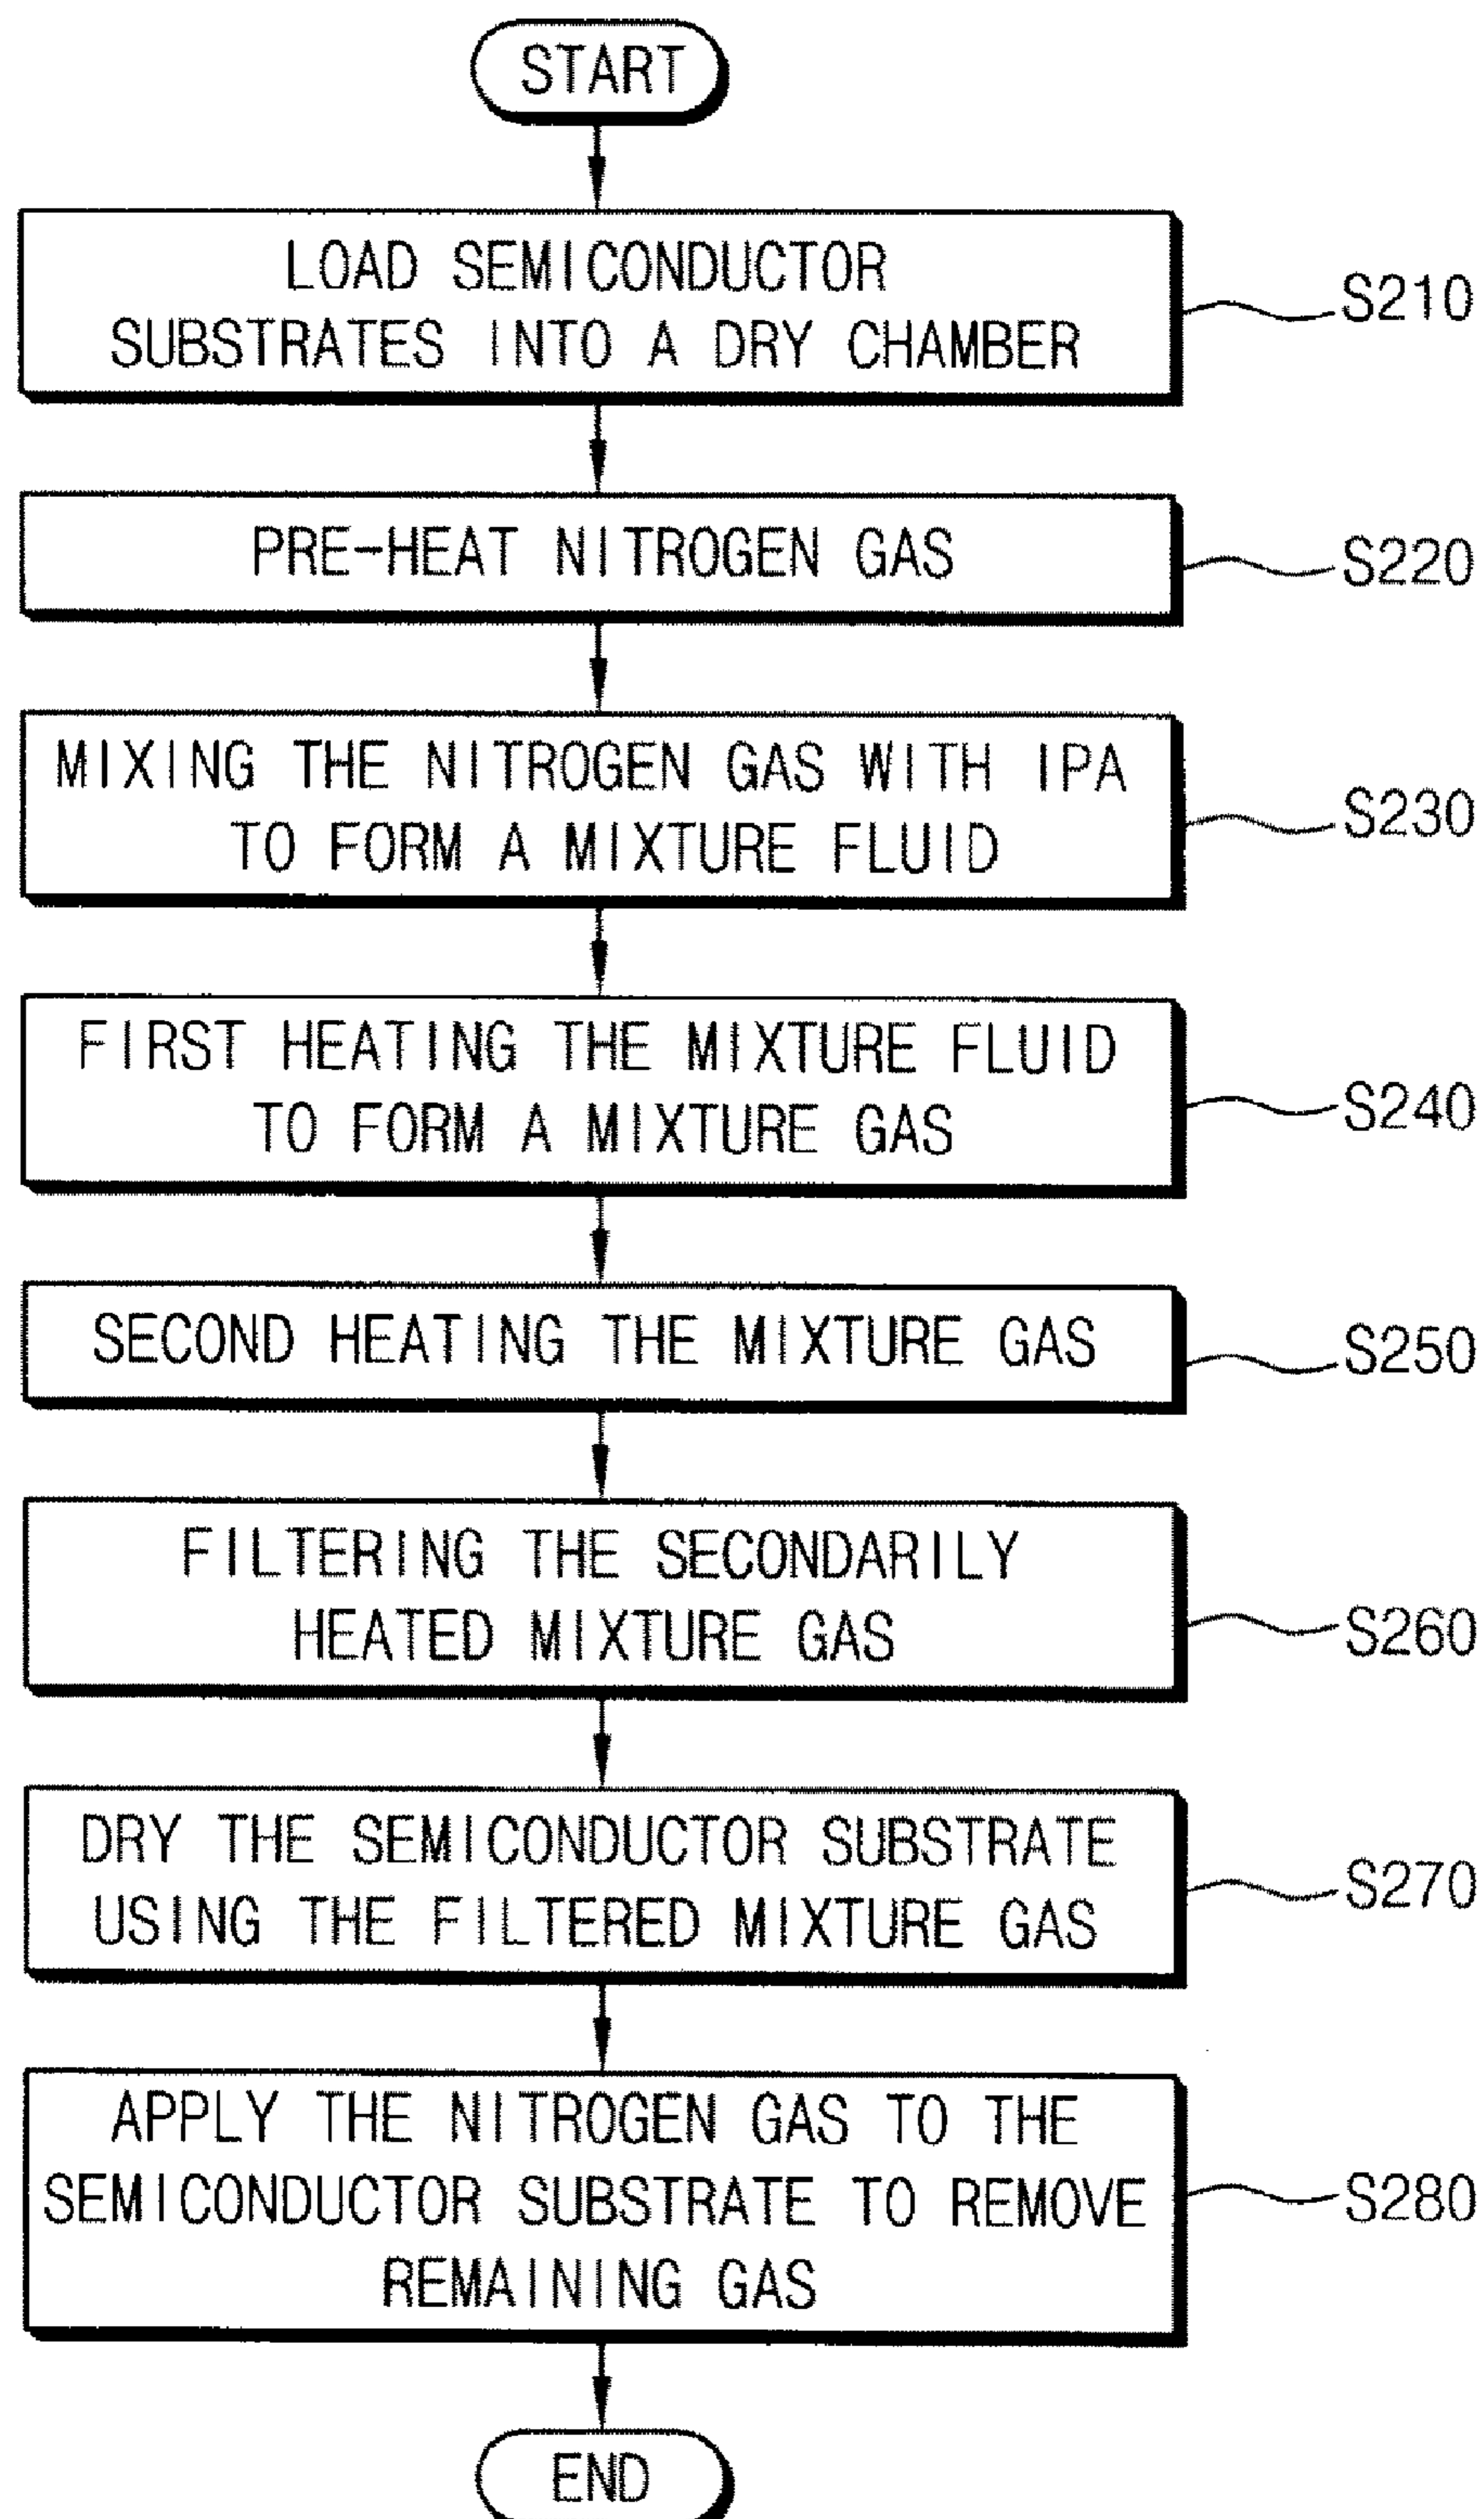 START
LOAD SEMICONDUCTOR
SUBSTRATES INTO A DRY CHAMBER
S210
PRE-HEAT NITROGEN GAS
S220
MIXING THE NITROGEN GAS WITH IPA
TO FORM A MIXTURE FLUID
S230
FIRST HEATING THE MIXTURE FLUID
TO FORM A MIXTURE GAS
S240
SECOND HEATING THE MIXTURE GAS
S250
FILTERING THE SECONDARILY
HEATED MIXTURE GAS
S260
DRY THE SEMICONDUCTOR SUBSTRATE
USING THE FILTERED MIXTURE GAS
S270
APPLY THE NITROGEN GAS TO THE
SEMICONDUCTOR SUBSTRATE TO REMOVE
REMAINING GAS
S280
END